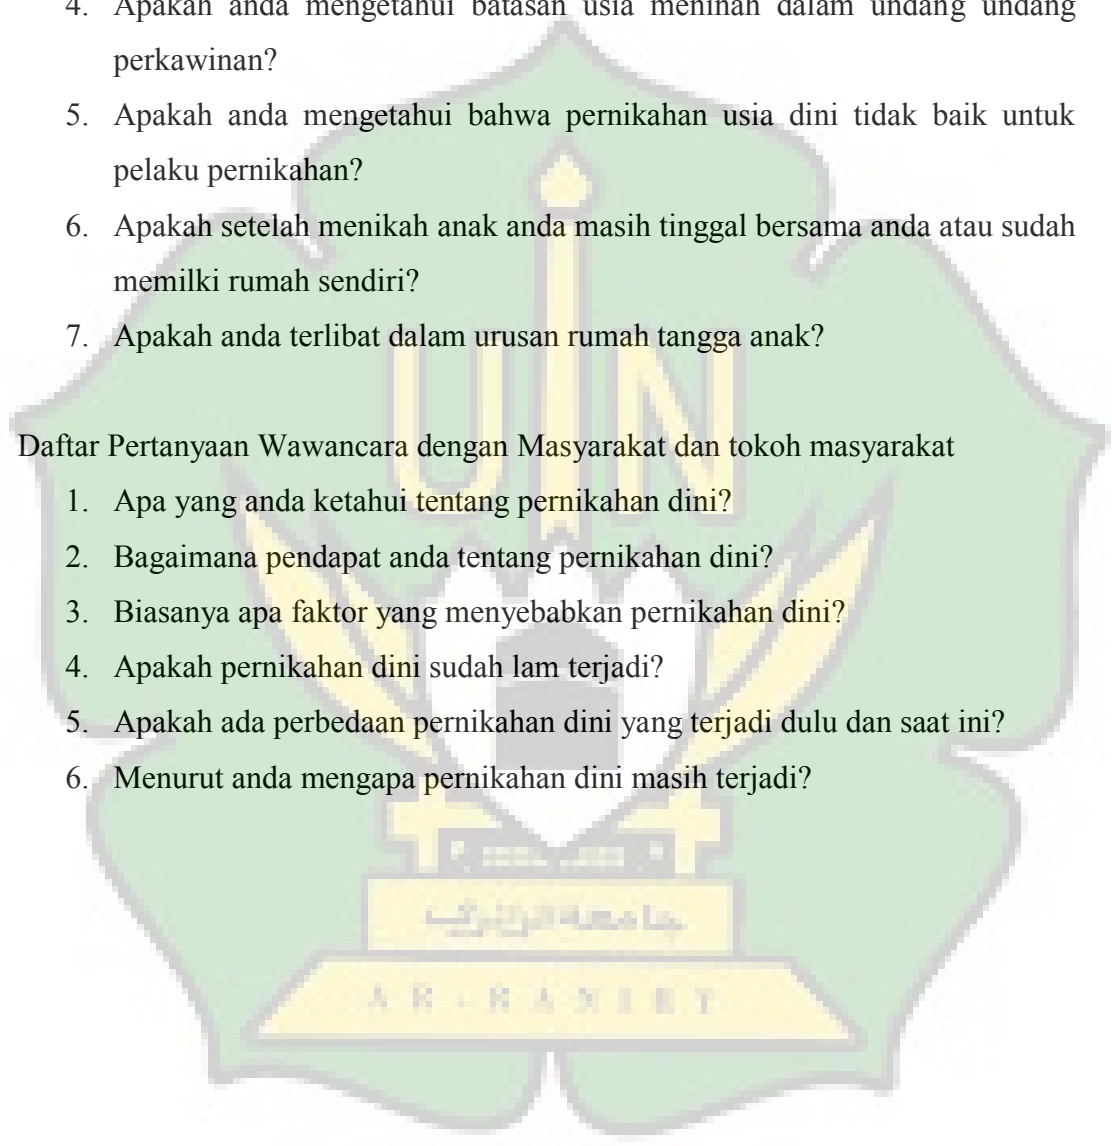 4. Apakah anda mengetahui batasan usia meninah dalam undang undang
perkawinan?
5. Apakah anda mengetahui bahwa pernikahan usia dini tidak baik untuk
pelaku pernikahan?
6. Apakah setelah menikah anak anda masih tinggal bersama anda atau sudah
memilki rumah sendiri?
7. Apakah anda terlibat dalam urusan rumah tangga anak?
UIN
Daftar Pertanyaan Wawancara dengan Masyarakat dan tokoh masyarakat
1. Apa yang anda ketahui tentang pernikahan dini?
2. Bagaimana pendapat anda tentang pernikahan dini?
3. Biasanya apa faktor yang menyebabkan pernikahan dini?
4. Apakah pernikahan dini sudah lam terjadi?
5. Apakah ada perbedaan pernikahan dini yang terjadi dulu dan saat ini?
6. Menurut anda mengapa pernikahan dini masih terjadi?
جامعة الرانيري
AR-RANIRY